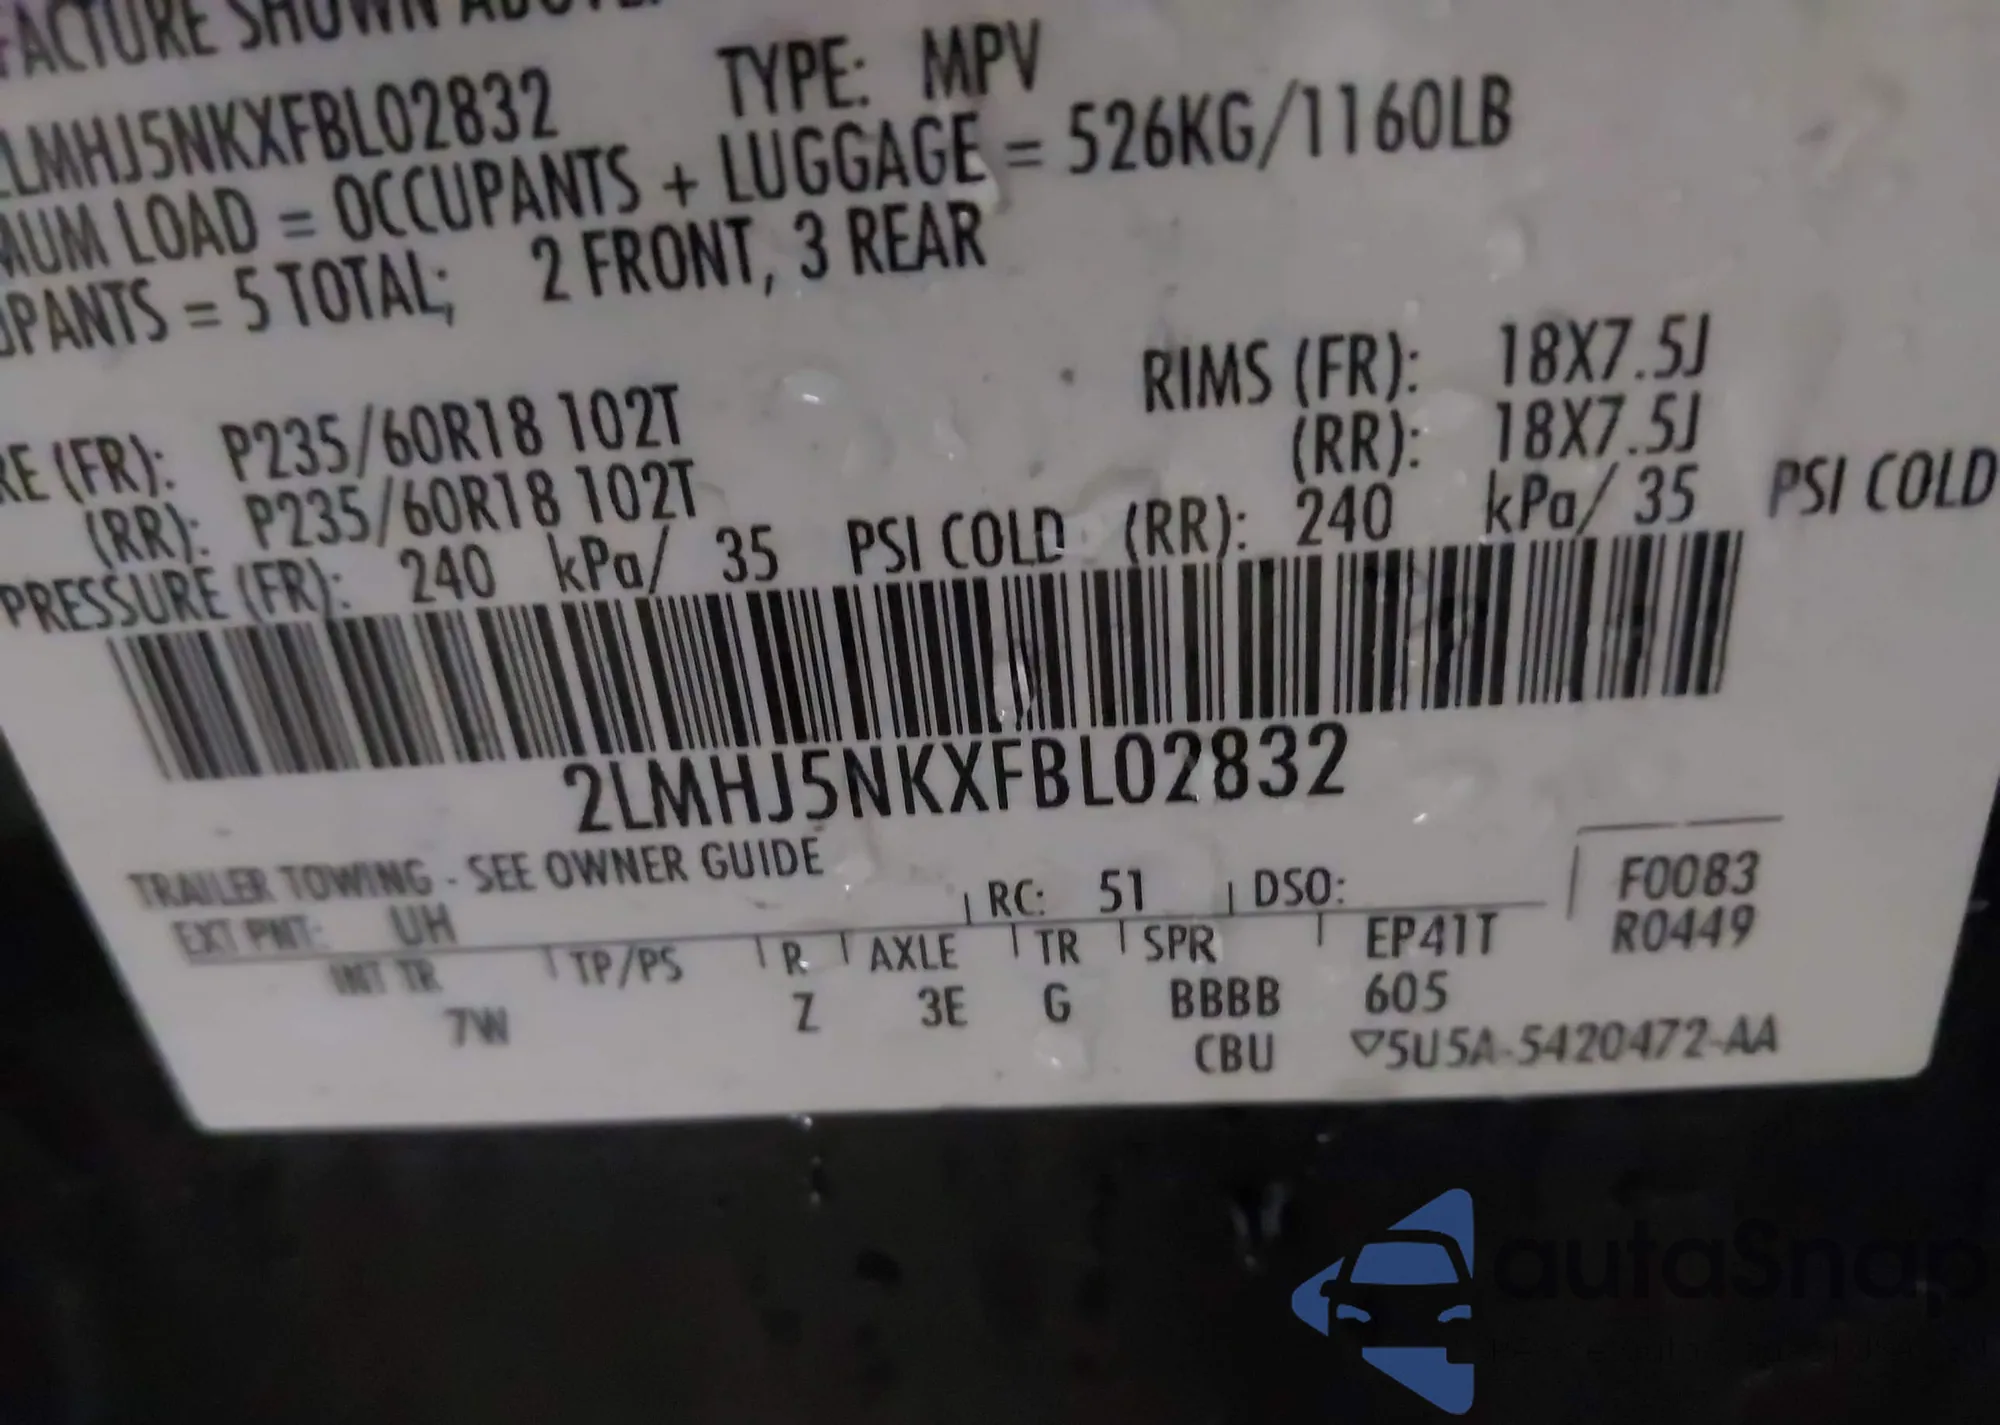 FACTURE SHOWN ABOVE.
2LMHJ5NKXFBL02832 TYPE: MPV
MUM LOAD = OCCUPANTS + LUGGAGE = 526KG/1160LB
UPANTS = 5 TOTAL; 2 FRONT, 3 REAR
RE (FR): P235/60R18 102T RIMS (FR): 18X7.5J
(RR): P235/60R18 102T (RR): 18X7.5J
PRESSURE (FR): 240 kPa/ 35 PSI COLD (RR): 240 kPa/ 35 PSI COLD
2LMHJ5NKXFBL02832
TRAILER TOWING - SEE OWNER GUIDE
EXT PNT: UH RC: 51 DSO: F0083
INT TR TP/PS R AXLE TR SPR EP41T R0449
7W Z 3E G BBBB 605
CBU ▽5U5A-5420472-AA
autaSnap